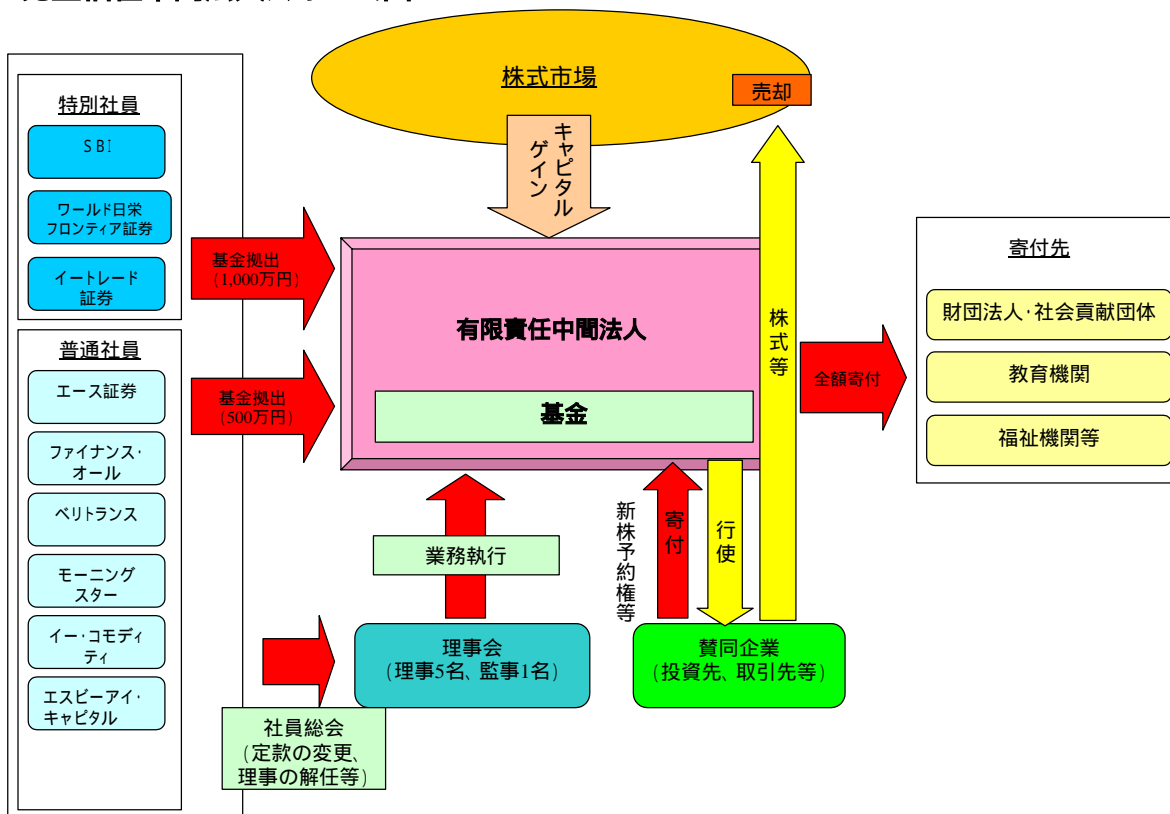 株式市場
売却
キャピタル
ゲイン
特別社員
SBI
ワールド日栄
フロンティア証券
イートレード
証券
基金拠出
(1,000万円)
普通社員
エース証券
ファイナンス・
オール
ベリトランス
モーニング
スター
イー・コモディ
ティ
エスビーアイ・
キャピタル
基金拠出
(500万円)
有限責任中間法人
基金
株式等
全額寄付
寄付先
財団法人・社会貢献団体
教育機関
福祉機関等
業務執行
新株予約権等
寄付
行使
理事会
(理事5名、監事1名)
賛同企業
(投資先、取引先等)
社員総会
(定款の変更、
理事の解任等)